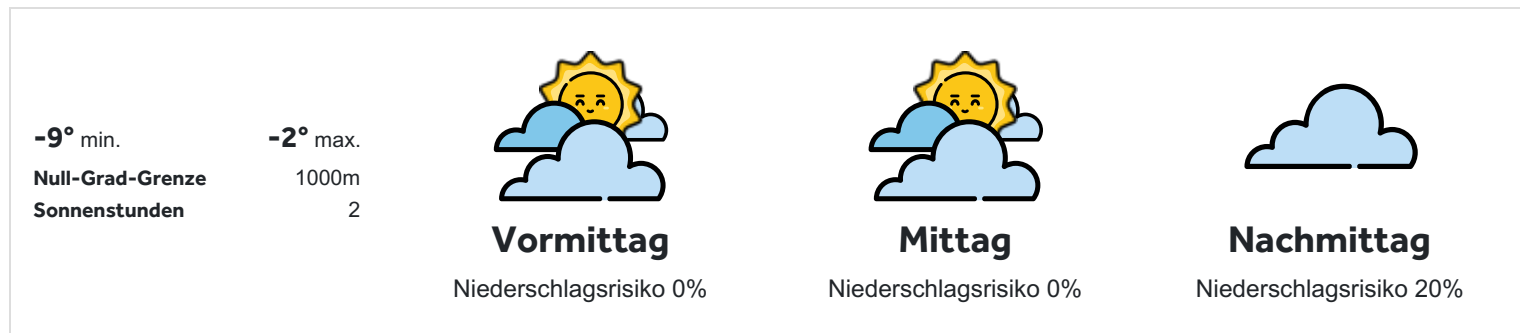 -9° min. -2° max.
Null-Grad-Grenze 1000m
Sonnenstunden 2
Vormittag
Niederschlagsrisiko 0%
Mittag
Niederschlagsrisiko 0%
Nachmittag
Niederschlagsrisiko 20%